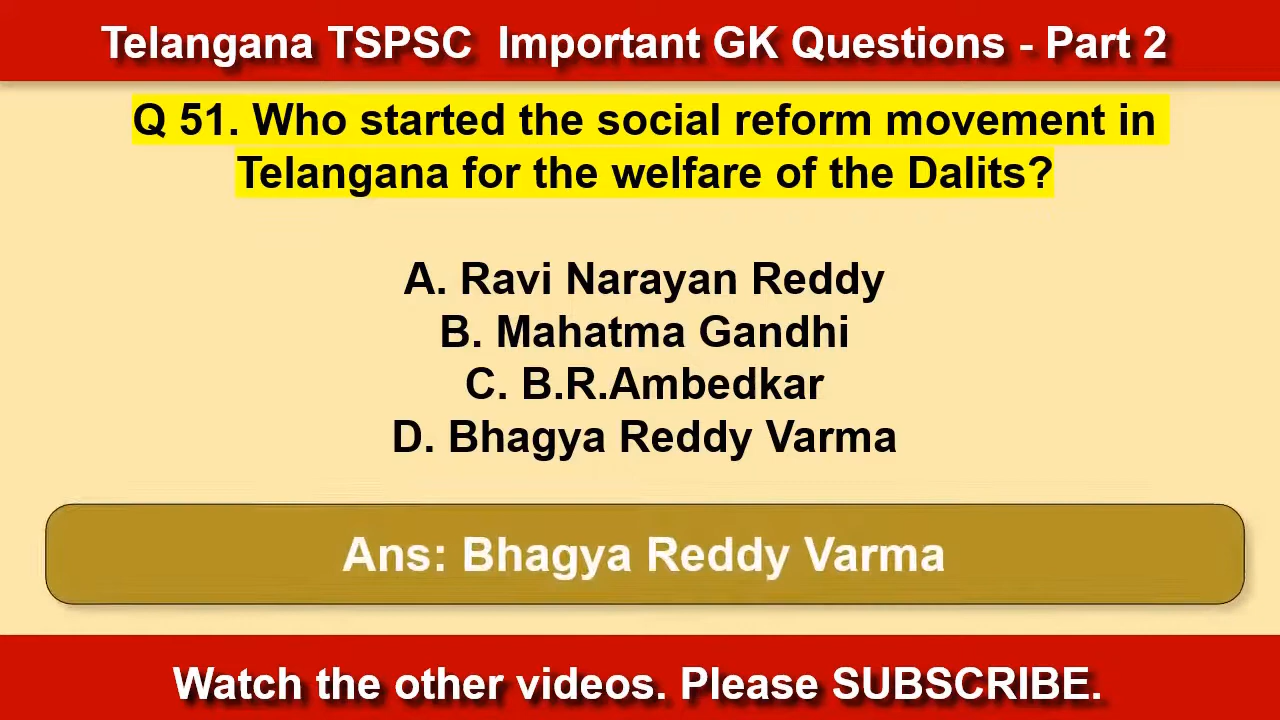 Telangana TSPSC  Important GK Questions - Part 2
Q 51. Who started the social reform movement in
Telangana for the welfare of the Dalits?
A. Ravi Narayan Reddy
B. Mahatma Gandhi
C. B.R.Ambedkar
D. Bhagya Reddy Varma
Ans: Bhagya Reddy Varma
Watch the other videos. Please SUBSCRIBE.